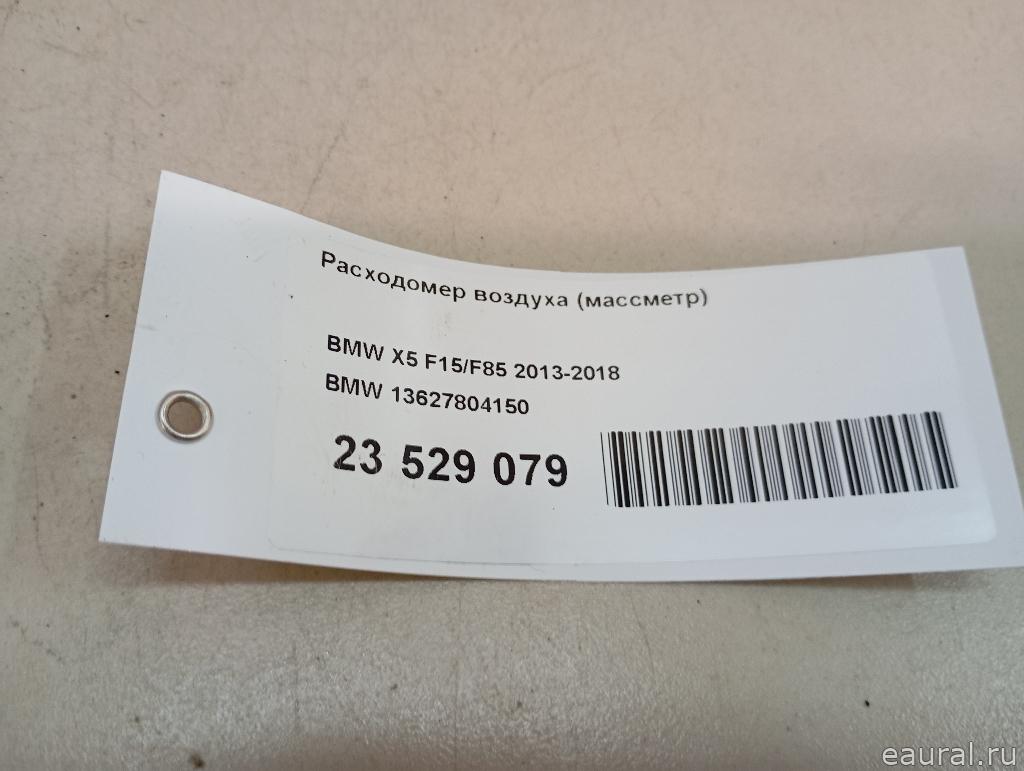 Расходомер воздуха (массметр)
BMW X5 F15/F85 2013-2018
BMW 13627804150
23 529 079
eaural.ru